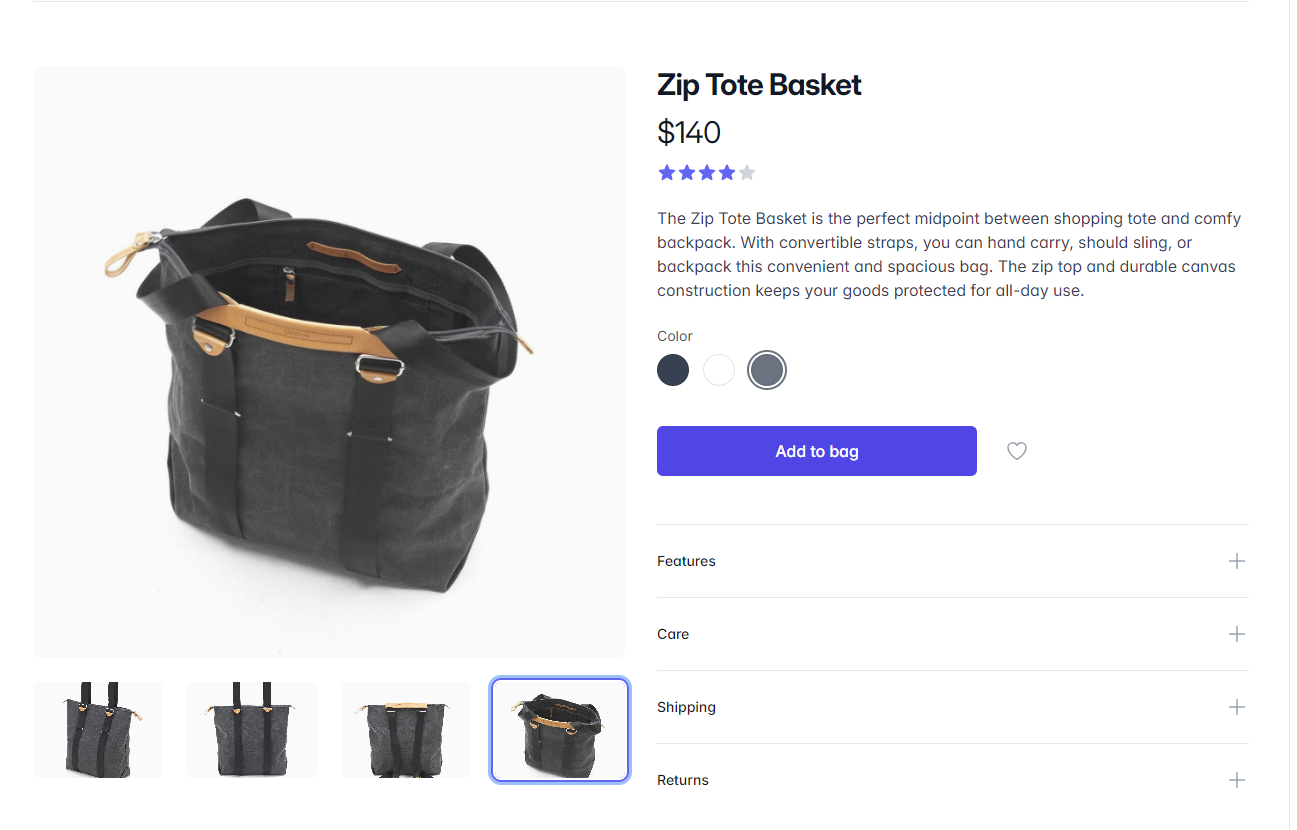 Zip Tote Basket
$140
The Zip Tote Basket is the perfect midpoint between shopping tote and comfy
backpack. With convertible straps, you can hand carry, should sling, or
backpack this convenient and spacious bag. The zip top and durable canvas
construction keeps your goods protected for all-day use.
Color
Add to bag
Features
Care
Shipping
Returns